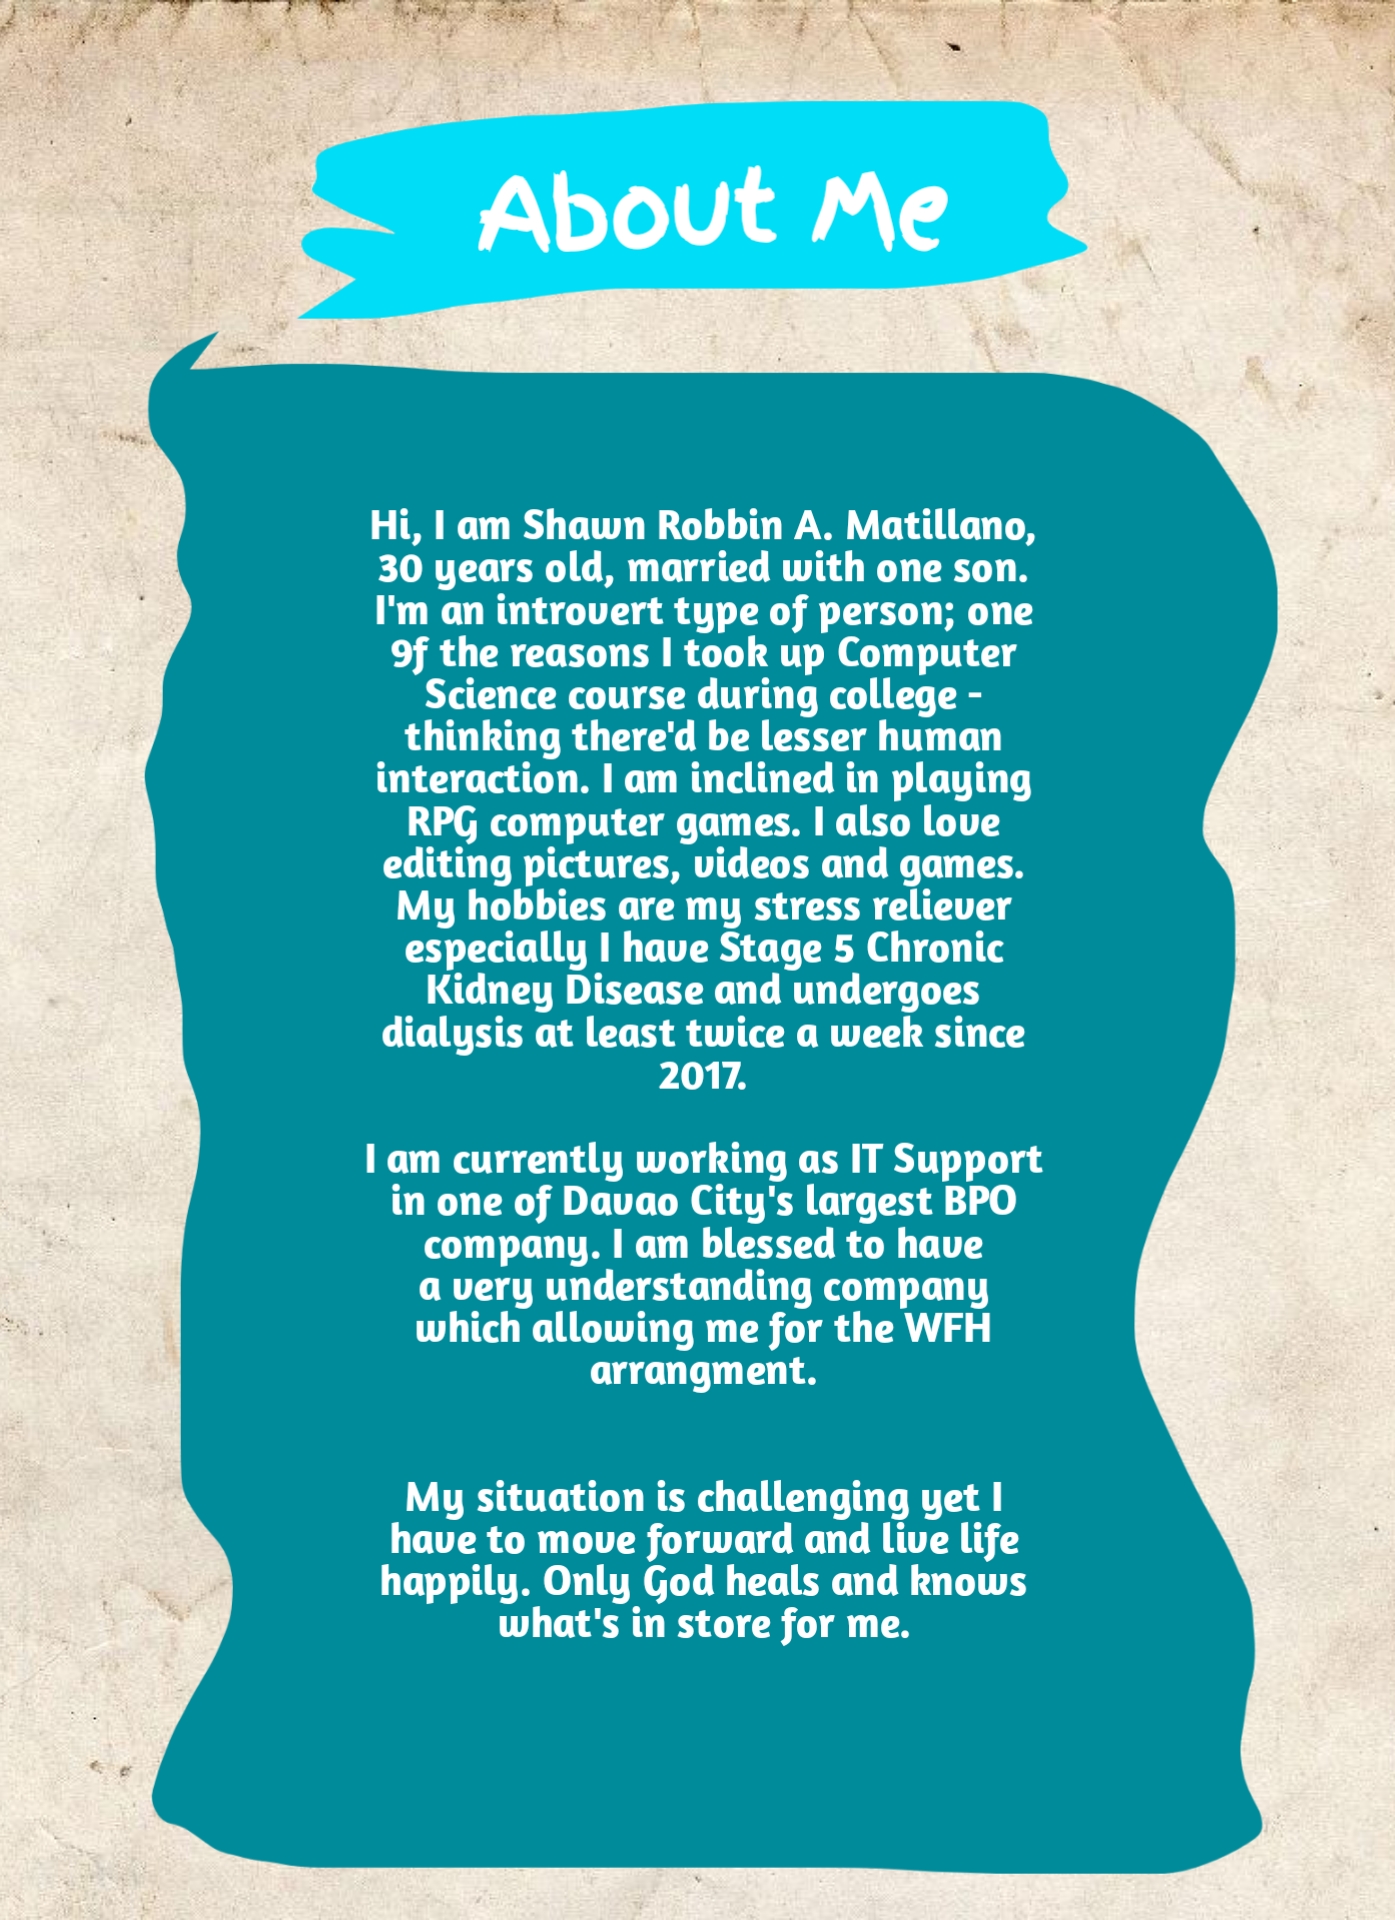 About Me
Hi, I am Shawn Robbin A. Matillano,
30 years old, married with one son.
I'm an introvert type of person; one
9f the reasons I took up Computer
Science course during college -
thinking there'd be lesser human
interaction. I am inclined in playing
RPG computer games. I also love
editing pictures, videos and games.
My hobbies are my stress reliever
especially I have Stage 5 Chronic
Kidney Disease and undergoes
dialysis at least twice a week since
2017.
I am currently working as IT Support
in one of Davao City's largest BPO
company. I am blessed to have
a very understanding company
which allowing me for the WFH
arrangment.
My situation is challenging yet I
have to move forward and live life
happily. Only God heals and knows
what's in store for me.